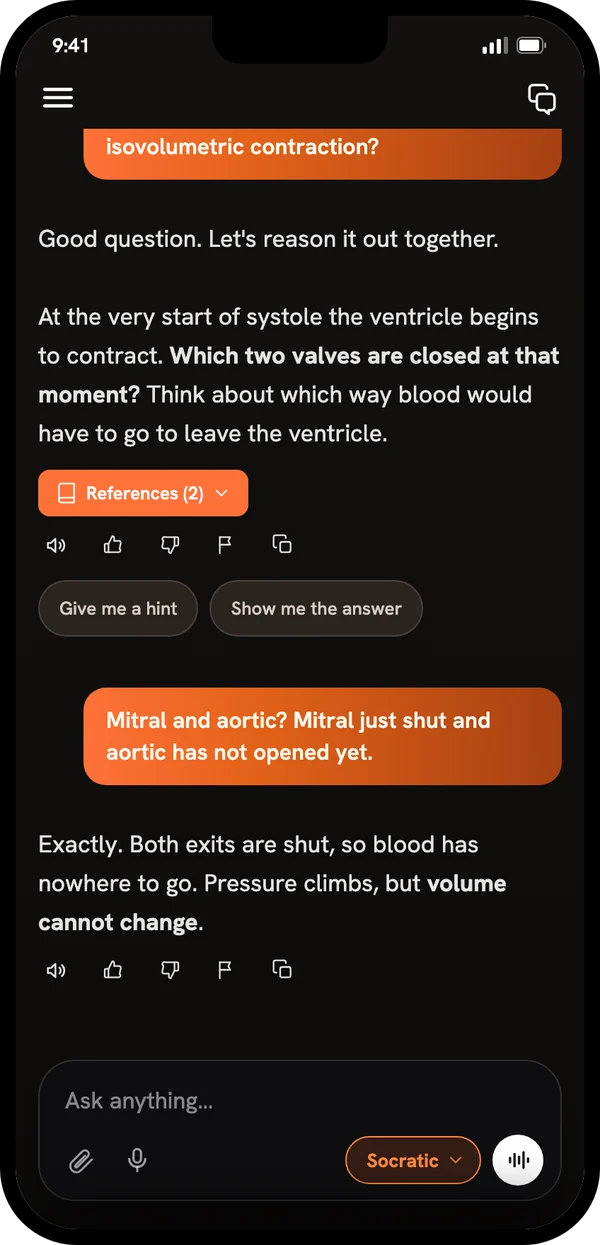 9:41
isovolumetric contraction?
Good question. Let's reason it out together.
At the very start of systole the ventricle begins
to contract. Which two valves are closed at that
moment? Think about which way blood would
have to go to leave the ventricle.
References (2)
Give me a hint
Show me the answer
Mitral and aortic? Mitral just shut and
aortic has not opened yet.
Exactly. Both exits are shut, so blood has
nowhere to go. Pressure climbs, but volume
cannot change.
Ask anything...
Socratic